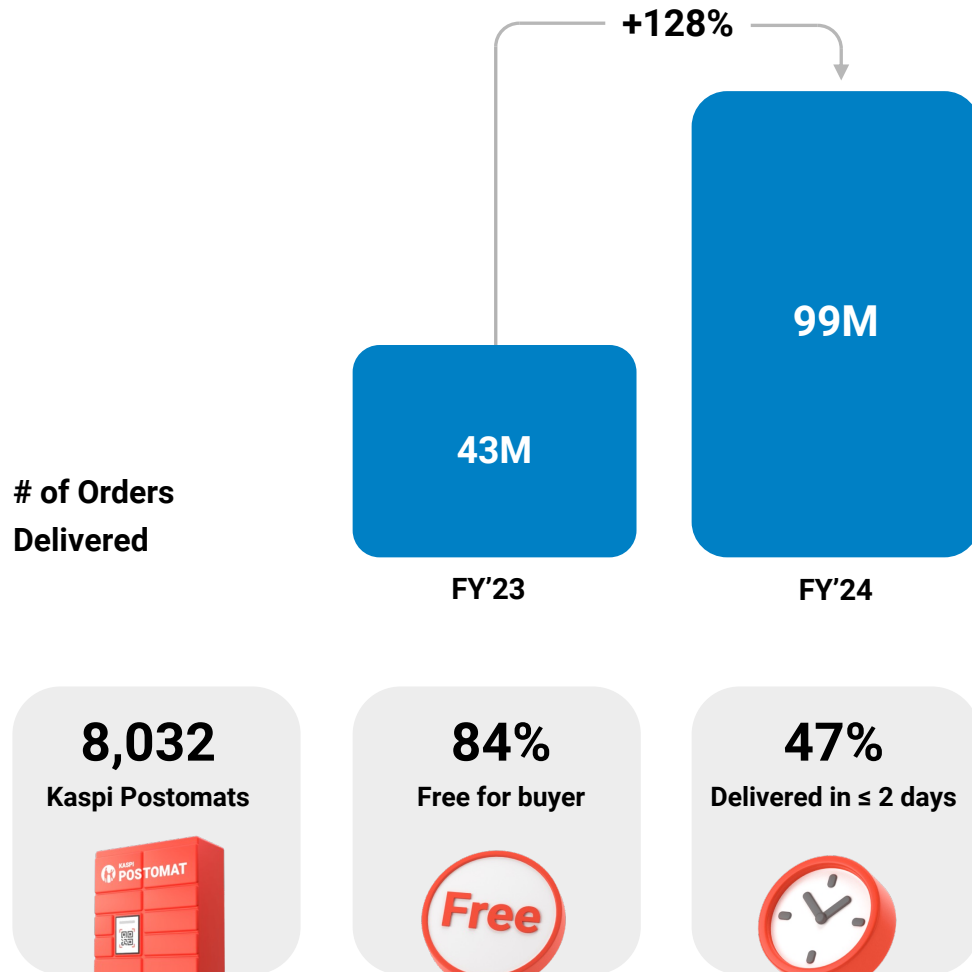 +128%
99M
43M
# of Orders
Delivered
FY’23
FY’24
8,032
Kaspi Postomats
84%
Free for buyer
47%
Delivered in ≤ 2 days
KASPI
POSTOMAT
Free